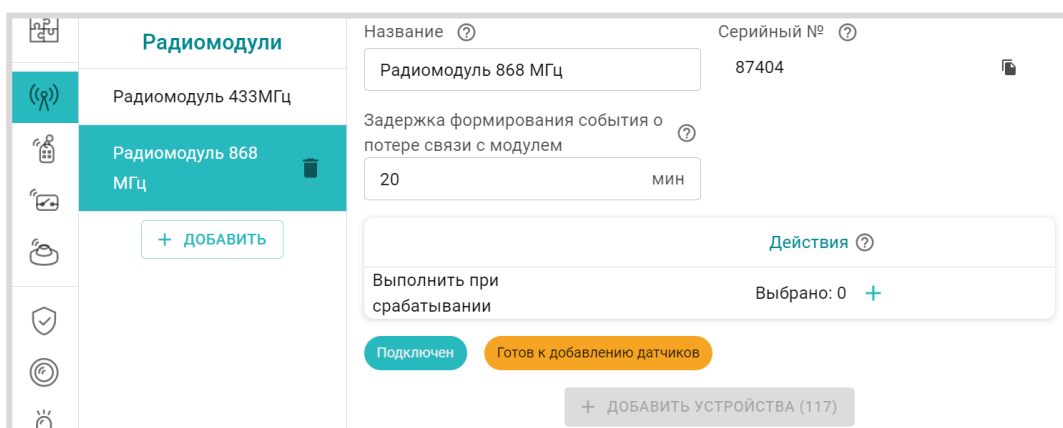 Радиомодули
Радиомодуль 433МГц
Радиомодуль 868
МГц
+ ДОБАВИТЬ
Название ?
Радиомодуль 868 МГц
Серийный № ?
87404
Задержка формирования события о
потере связи с модулем ?
20 мин
Действия ?
Выполнить при
срабатывании
Выбрано: 0 +
Подключен
Готов к добавлению датчиков
+ ДОБАВИТЬ УСТРОЙСТВА (117)